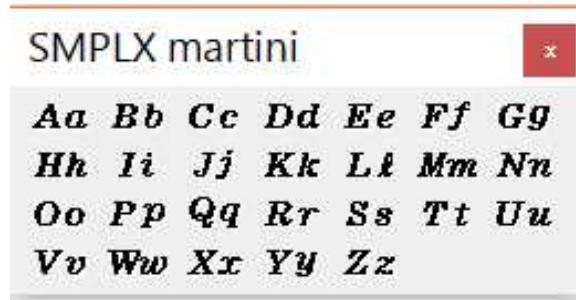 SMPLX martini
x
Aa Bb Cc Dd Ee Ff Gg
Hh Ii Jj Kk Ll Mm Nn
Oo Pp Qq Rr Ss Tt Uu
Vv Ww Xx Yy Zz